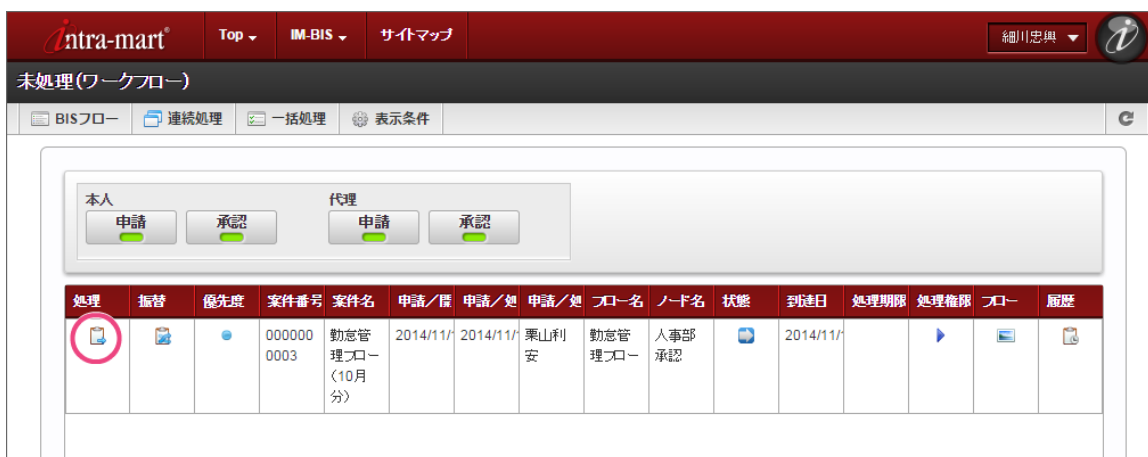 intra-mart® Top IM-BIS サイトマップ 細川忠興
未処理(ワークフロー)
BISフロー 連続処理 一括処理 表示条件
本人 代理
申請 承認 申請 承認
処理 振替 優先度 案件番号 案件名 申請／ 申請／処 申請／処 フロー名 ノード名 状態 到達日 処理期限 処理権限 フロー 履歴
000000 勤怠管 2014/11/ 2014/11/ 栗山利 勤怠管 人事部 2014/11/
0003 理フロー 安 理フロー 承認
(10月
分)